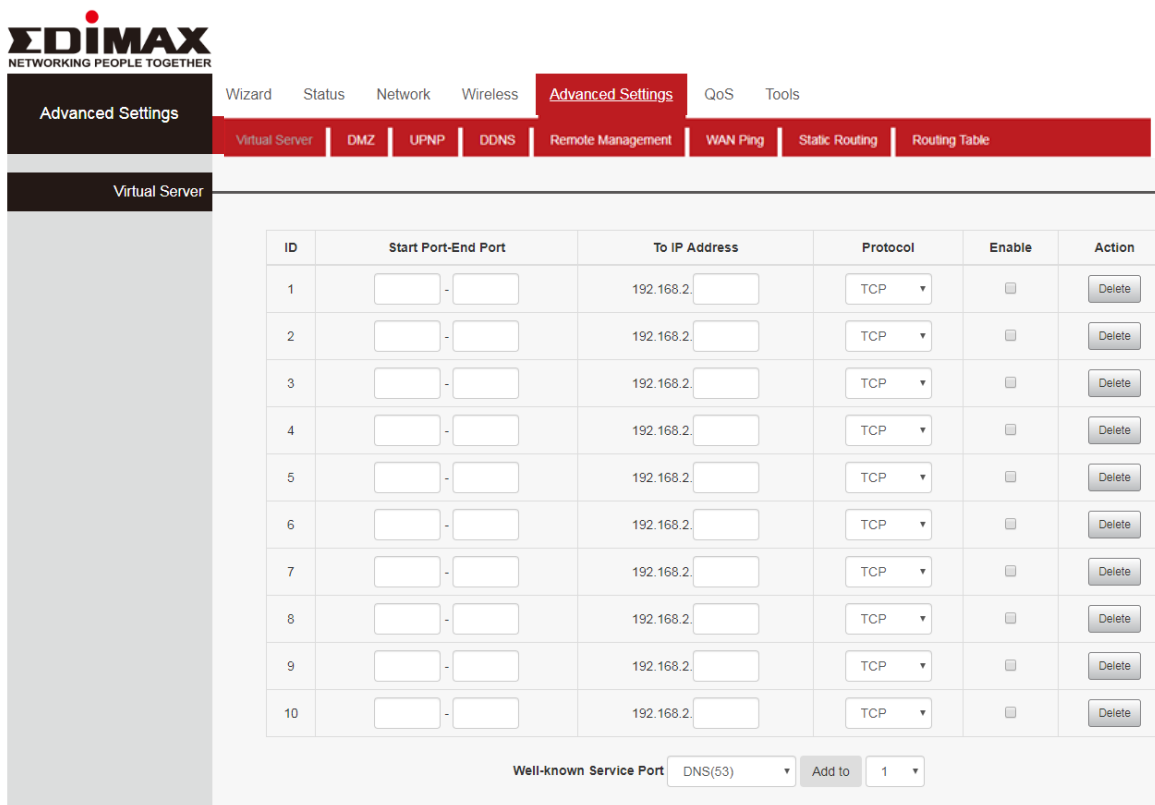 EDIMAX
NETWORKING PEOPLE TOGETHER
Advanced Settings
Wizard Status Network Wireless Advanced Settings QoS Tools
Virtual Server DMZ UPNP DDNS Remote Management WAN Ping Static Routing Routing Table
Virtual Server
ID Start Port-End Port To IP Address Protocol Enable Action
1 - 192.168.2. TCP Delete
2 - 192.168.2. TCP Delete
3 - 192.168.2. TCP Delete
4 - 192.168.2. TCP Delete
5 - 192.168.2. TCP Delete
6 - 192.168.2. TCP Delete
7 - 192.168.2. TCP Delete
8 - 192.168.2. TCP Delete
9 - 192.168.2. TCP Delete
10 - 192.168.2. TCP Delete
Well-known Service Port DNS(53) Add to 1